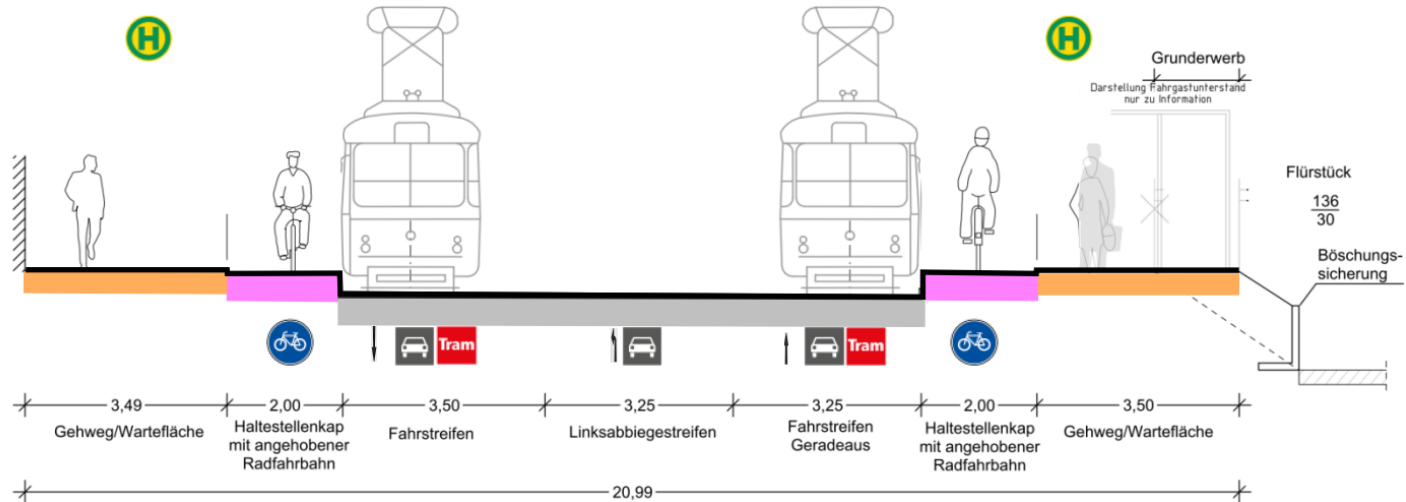 H
H
Grunderwerb
Darstellung Fahrgastunterstand
nur zu Information
Flürstück
136
30
Böschungs-
sicherung
Tram
Tram
3,49
2,00
3,50
3,25
3,25
2,00
3,50
Gehweg/Wartefläche
Haltestellenkap
mit angehobener
Radfahrbahn
Fahrstreifen
Linksabbiegestreifen
Fahrstreifen
Geradeaus
Haltestellenkap
mit angehobener
Radfahrbahn
Gehweg/Wartefläche
20,99